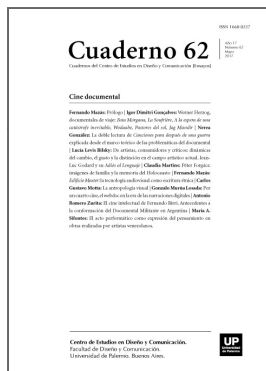 ISSN 1668-0227
Cuaderno 62
Año 17
Número 62
Mayo
2017
Cuadernos del Centro de Estudios en Diseño y Comunicación [Ensayos]
Cine documental
Fernando Mazás: Prólogo | Igor Dimitri Gonçalves: Werner Herzog,
documentales de viaje: Fata Morgana, La Soufrière, A la espera de una
catástrofe inevitable, Wodaabe, Pastores del sol, Jag Mandir | Nerea
González: La doble lectura de Canciones para después de una guerra
explicada desde el marco teórico de las problemáticas del documental
| Lucía Levis Bilsky: De artistas, consumidores y críticos: dinámicas
del cambio, el gusto y la distinción en el campo artístico actual. Jean-
Luc Godard y su Adiós al Lenguaje | Claudia Martins: Péter Forgács:
imágenes de familia y la memoria del Holocausto | Fernando Mazás:
Edificio Master: la tecnología audiovisual como escritura ética | Carlos
Gustavo Motta: La antropología visual | Gonzalo Murúa Losada: Por
un cuarto cine, el webdoc en la era de las narraciones digitales | Antonio
Romero Zurita: El cine intelectual de Fernando Birri. Antecedentes a
la conformación del Documental Militante en Argentina | María A.
Sifontes: El acto performático como expresión del pensamiento en
obras realizadas por artistas venezolanos.
Centro de Estudios en Diseño y Comunicación.
Facultad de Diseño y Comunicación.
Universidad de Palermo. Buenos Aires.
UP
Universidad
de Palermo